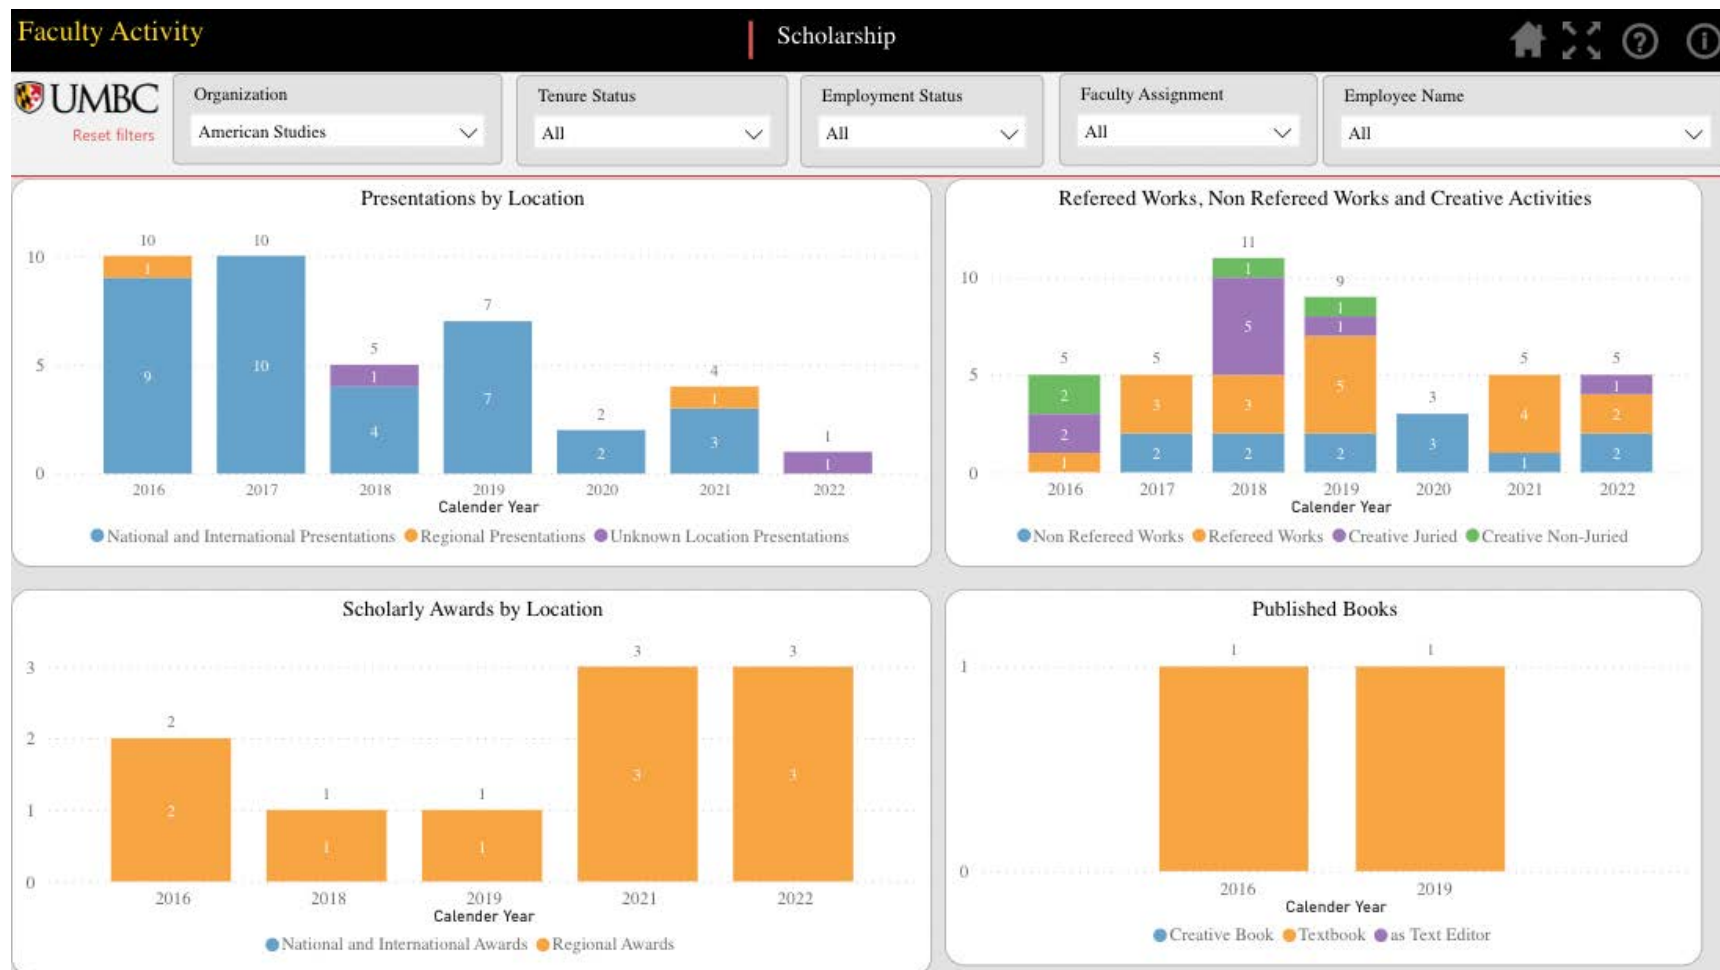 Faculty Activity
Scholarship
UMBC
Reset filters
Organization
American Studies
Tenure Status
All
Employment Status
All
Faculty Assignment
All
Employee Name
All
Presentations by Location
10
5
0
10
1
9
10
10
5
1
4
7
7
2
2
4
1
3
1
1
2016 2017 2018 2019 2020 2021 2022
Calender Year
National and International Presentations Regional Presentations Unknown Location Presentations
Refereed Works, Non Refereed Works and Creative Activities
10
5
0
5
2
2
1
5
3
2
11
1
5
3
2
9
1
1
5
2
3
3
5
4
1
5
1
2
2
2016 2017 2018 2019 2020 2021 2022
Calender Year
Non Refereed Works Refereed Works Creative Juried Creative Non-Juried
Scholarly Awards by Location
3
2
1
0
2
2
1
1
1
1
3
3
3
3
2016 2018 2019 2021 2022
Calender Year
National and International Awards Regional Awards
Published Books
1
0
1
1
2016 2019
Calender Year
Creative Book Textbook as Text Editor